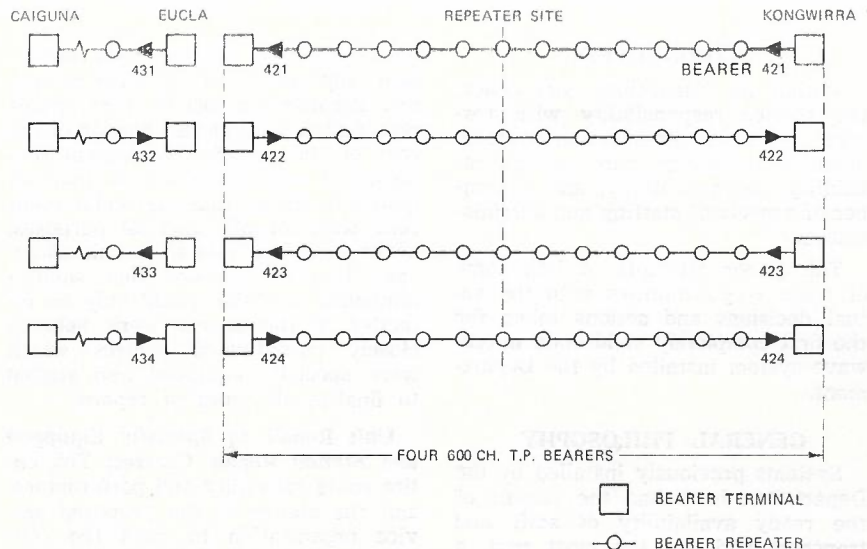 CAIGUNA EUCLA REPEATER SITE KONGWIRRA
431 421 BEARER 421
432 422 422
433 423 423
434 424 424
FOUR 600 CH. T.P. BEARERS
BEARER TERMINAL
BEARER REPEATER